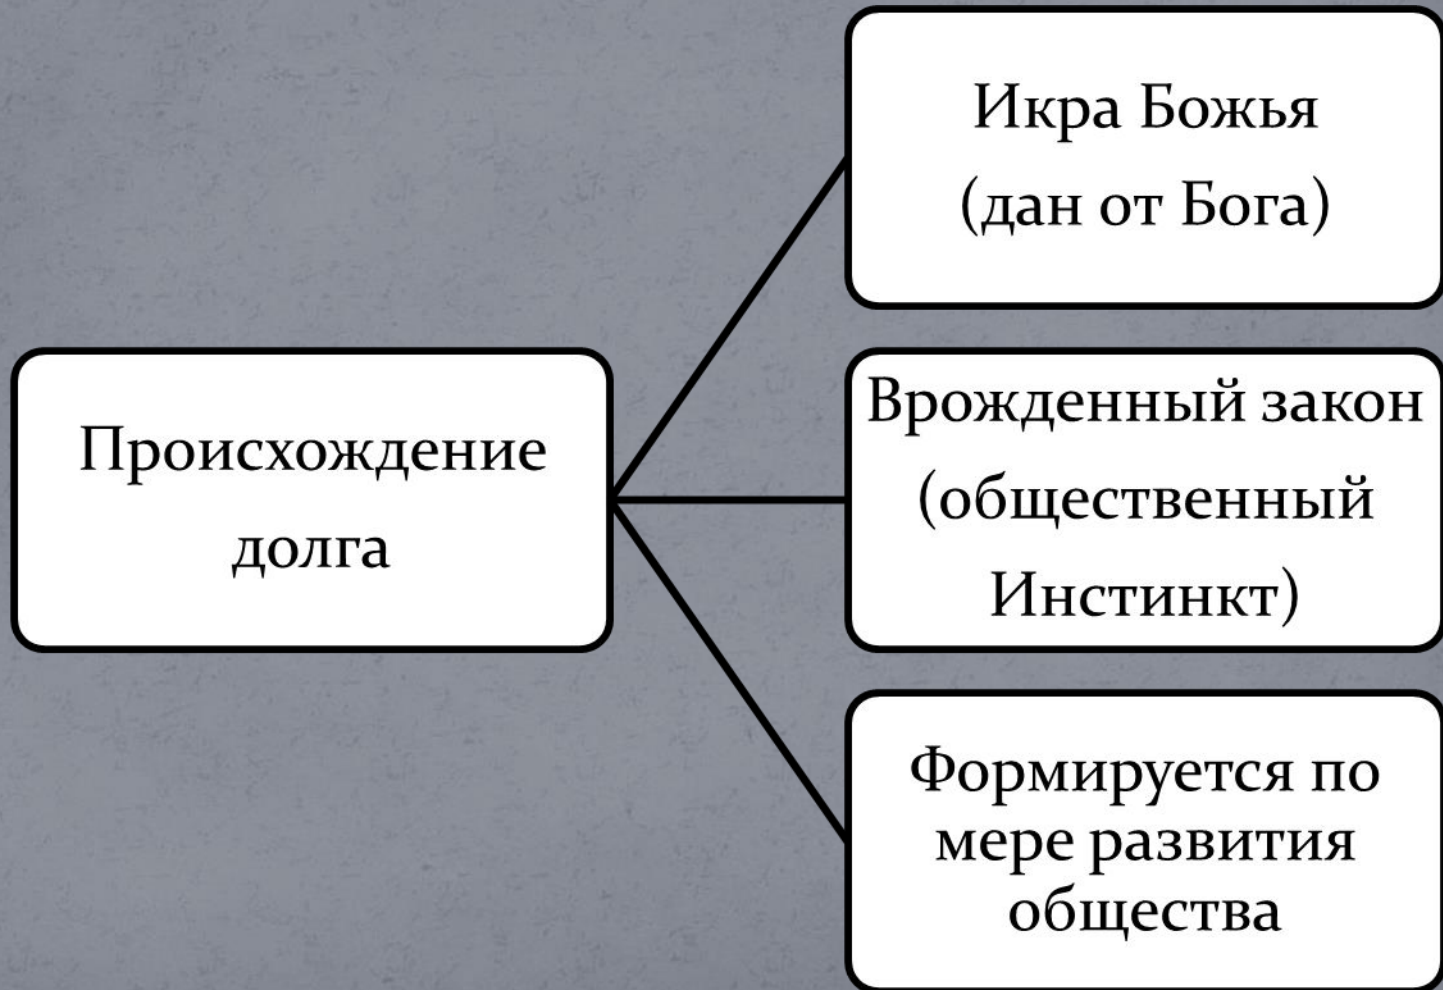 Происхождение
долга
Икра Божья
(дан от Бога)
Врожденный закон
(общественный
Инстинкт)
Формируется по
мере развития
общества